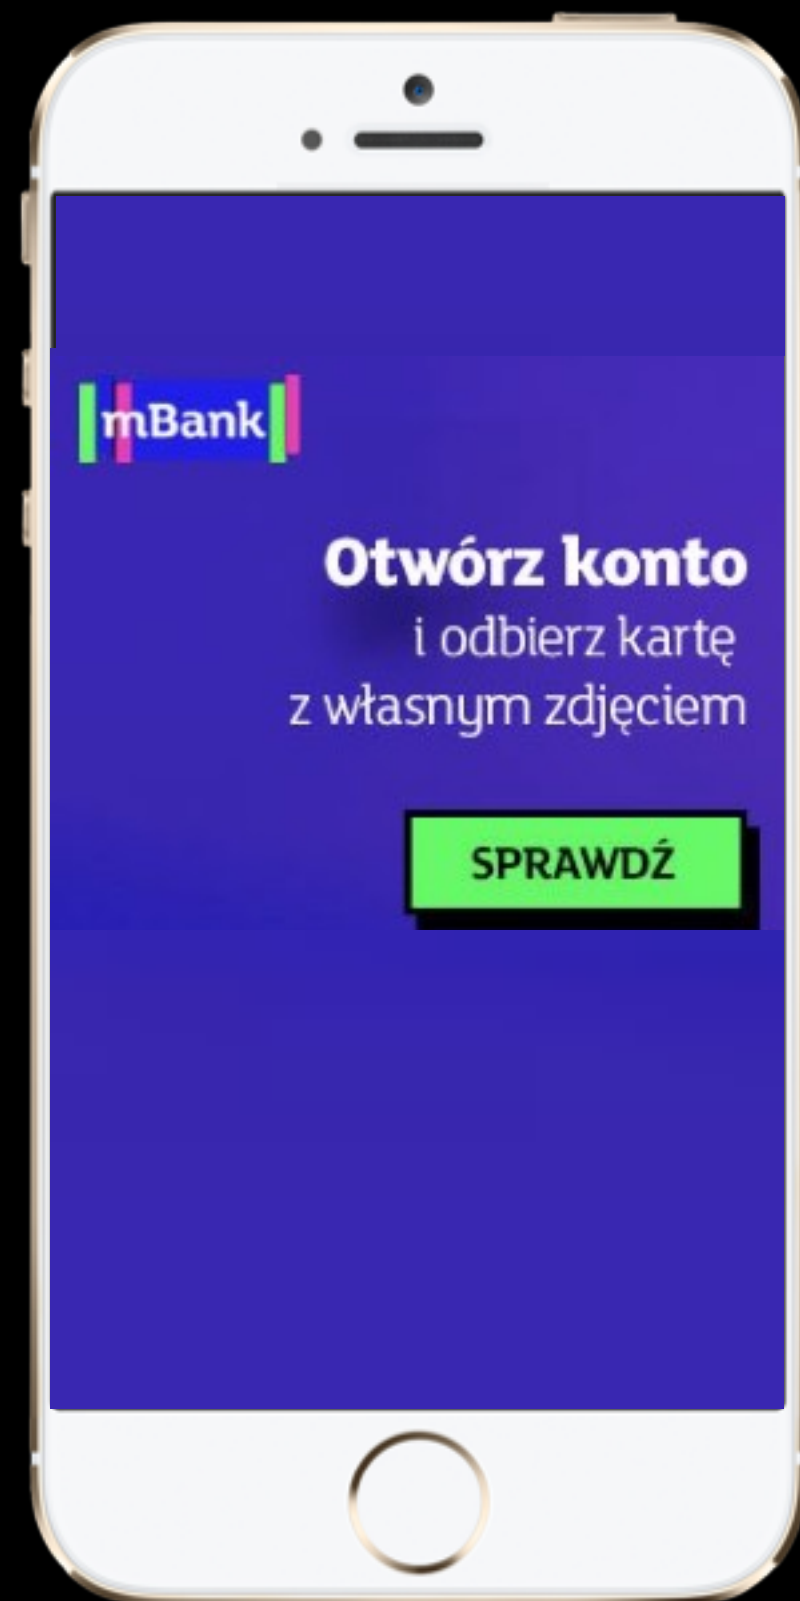 mBank
Otwórz konto
i odbierz kartę
z własnym zdjęciem
SPRAWDŹ